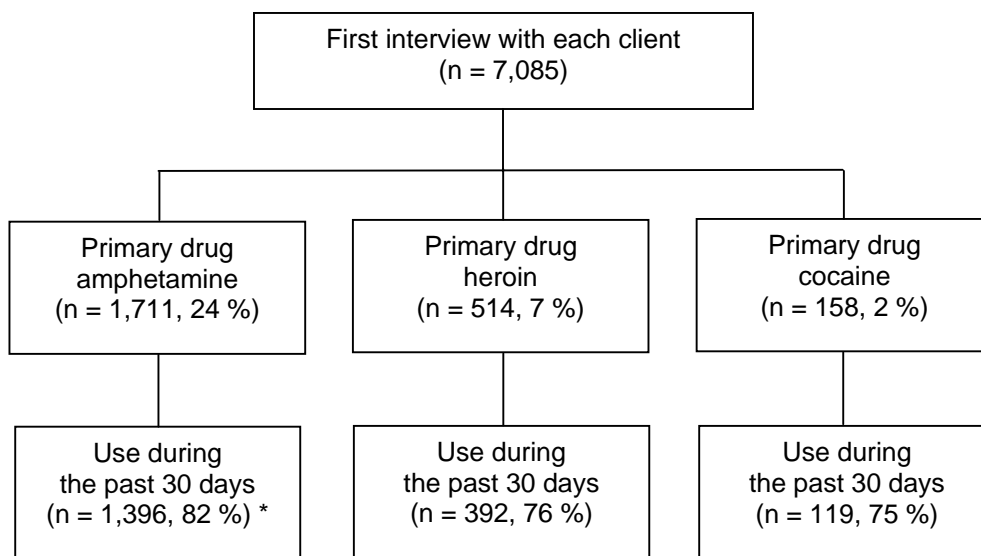 First interview with each client
(n = 7,085)
Primary drug
amphetamine
(n = 1,711, 24 %)
Primary drug
heroin
(n = 514, 7 %)
Primary drug
cocaine
(n = 158, 2 %)
Use during
the past 30 days
(n = 1,396, 82 %) *
Use during
the past 30 days
(n = 392, 76 %)
Use during
the past 30 days
(n = 119, 75 %)